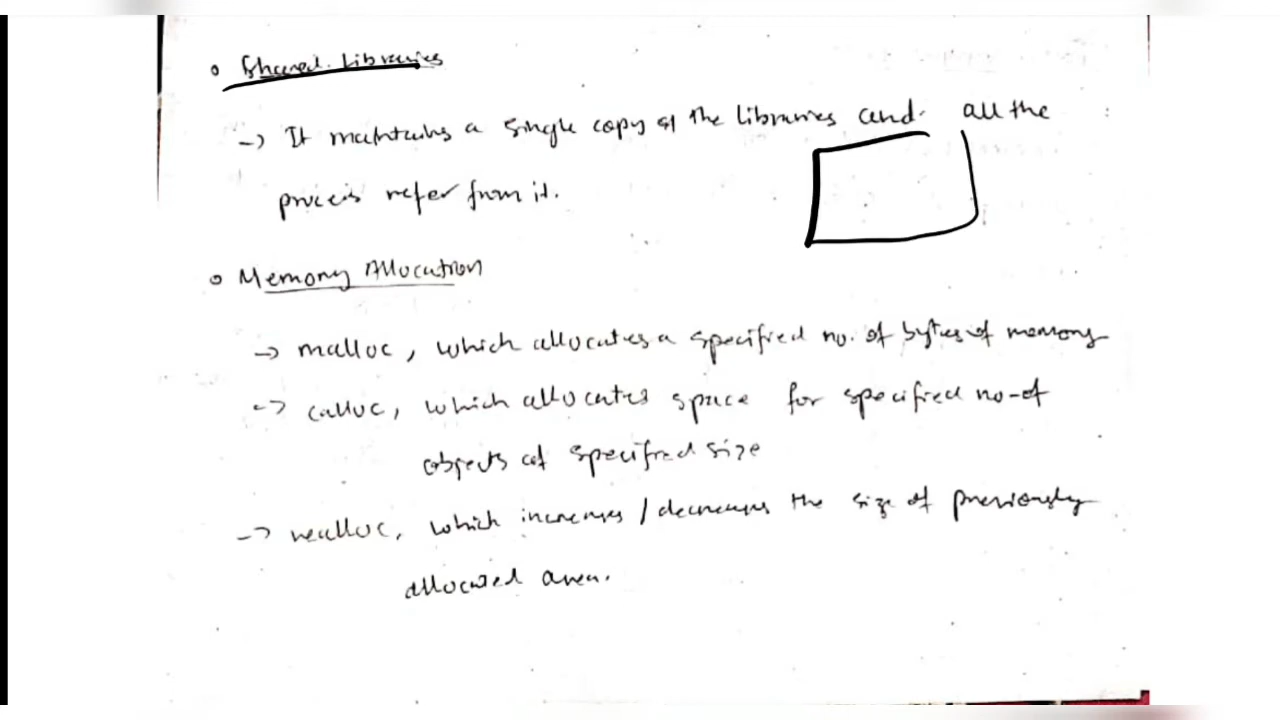 Shared Libraries
-> It maintains a single copy of the libraries and all the
process refer from it.
Memory Allocation
-> malloc, which allocates a specified no. of bytes of memory
-> calloc, which allocates space for specified no-of
objects of specified size
-> realloc, which increases/decreases the size of previously
allocated area.